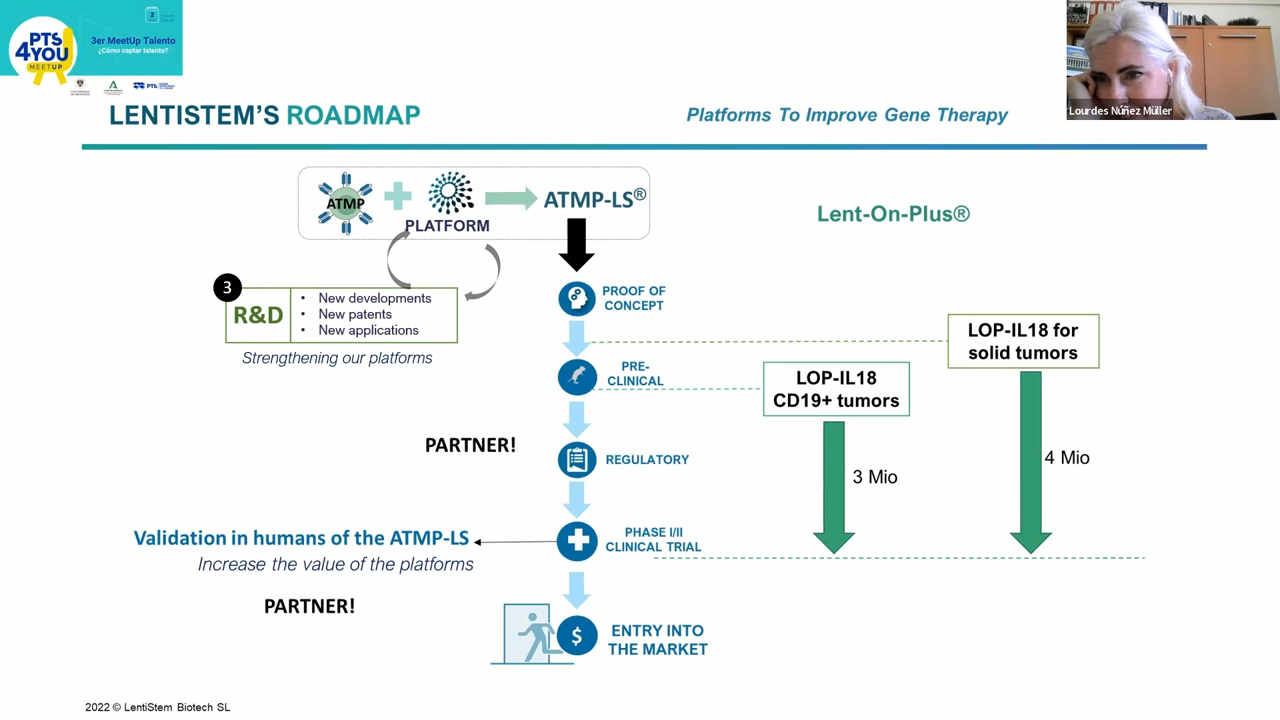 PTS
4YOU
MEETUP
2
3er MeetUp Talento
¿Cómo captar talento?
PTS
Lourdes Núñez Müller
LENTISTEM'S ROADMAP
Platforms To Improve Gene Therapy
ATMP
PLATFORM
ATMP-LS®
Lent-On-Plus®
3
R&D
• New developments
• New patents
• New applications
Strengthening our platforms
PROOF OF
CONCEPT
LOP-IL18 for
solid tumors
PRE-
CLINICAL
LOP-IL18
CD19+ tumors
PARTNER!
REGULATORY
3 Mio
4 Mio
Validation in humans of the ATMP-LS
Increase the value of the platforms
PHASE I/II
CLINICAL TRIAL
PARTNER!
$
ENTRY INTO
THE MARKET
2022 © LentiStem Biotech SL